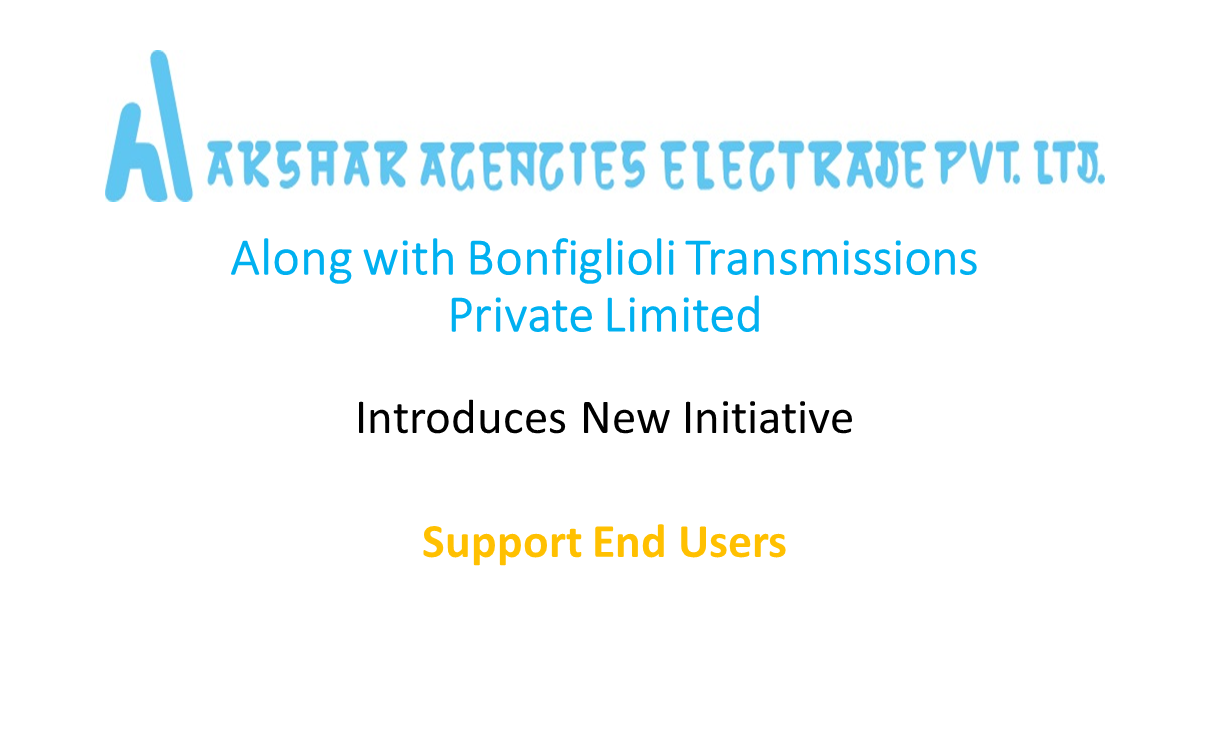 AKSHAR AGENCIES ELECTRADE PVT. LTD.
Along with Bonfiglioli Transmissions
Private Limited
Introduces New Initiative
Support End Users